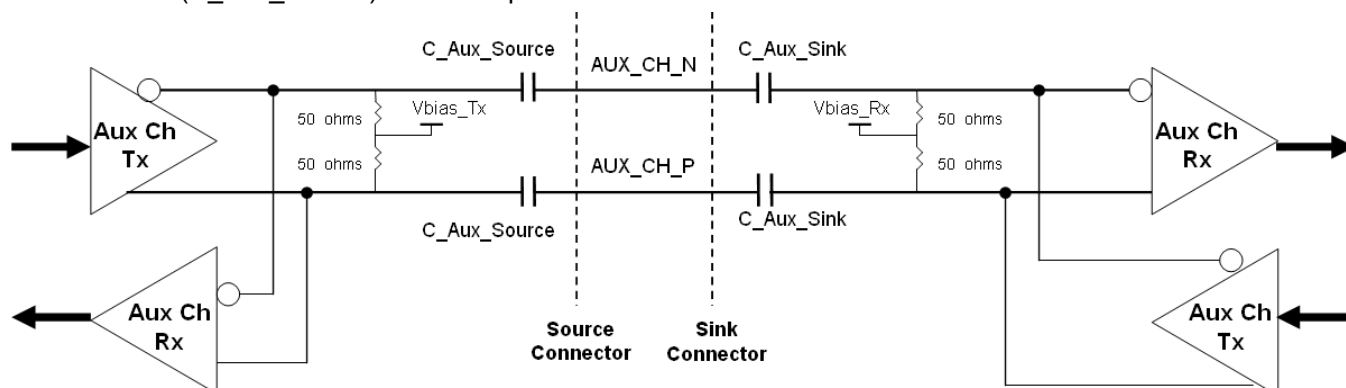 C_Aux_Source
C_Aux_Sink
AUX_CH_N
Vbias_Tx
Vbias_Rx
50 ohms
50 ohms
Aux Ch
Tx
Aux Ch
Rx
50 ohms
50 ohms
AUX_CH_P
C_Aux_Source
C_Aux_Sink
Aux Ch
Rx
Source
Connector
Sink
Connector
Aux Ch
Tx